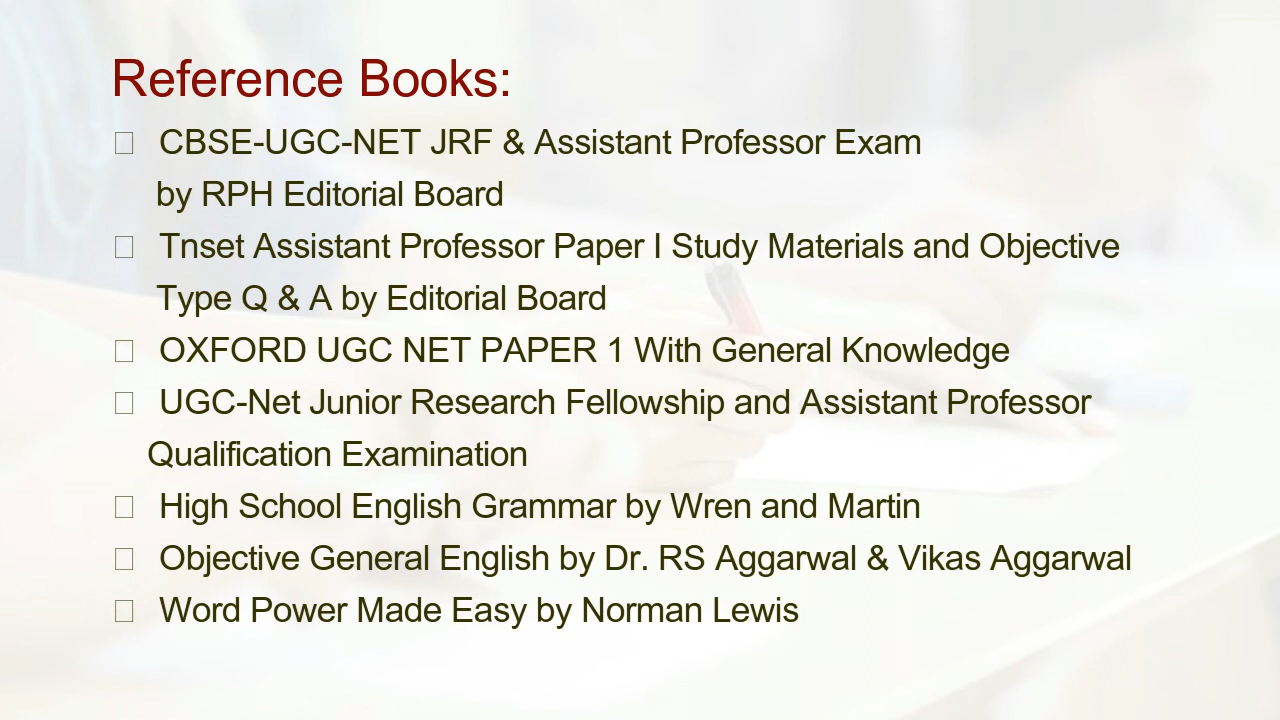 Reference Books:
CBSE-UGC-NET JRF & Assistant Professor Exam
by RPH Editorial Board
Tnset Assistant Professor Paper I Study Materials and Objective
Type Q & A by Editorial Board
OXFORD UGC NET PAPER 1 With General Knowledge
UGC-Net Junior Research Fellowship and Assistant Professor
Qualification Examination
High School English Grammar by Wren and Martin
Objective General English by Dr. RS Aggarwal & Vikas Aggarwal
Word Power Made Easy by Norman Lewis